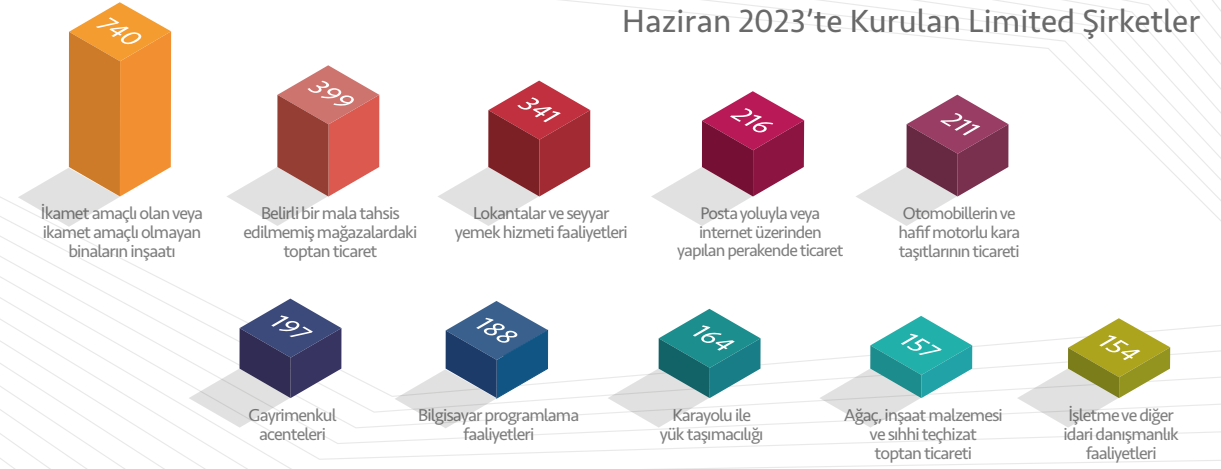 Haziran 2023’te Kurulan Limited Şirketler
740
İkamet amaçlı olan veya
ikamet amaçlı olmayan
binaların inşaatı
399
Belirli bir mala tahsis
edilmemiş mağazalardaki
toptan ticaret
341
Lokantalar ve seyyar
yemek hizmeti faaliyetleri
216
Posta yoluyla veya
internet üzerinden
yapılan perakende ticaret
211
Otomobillerin ve
hafif motorlu kara
taşıtlarının ticareti
197
Gayrimenkul
acenteleri
188
Bilgisayar programlama
faaliyetleri
164
Karayolu ile
yük taşımacılığı
157
Ağaç, inşaat malzemesi
ve sıhhi teçhizat
toptan ticareti
154
İşletme ve diğer
idari danışmanlık
faaliyetleri